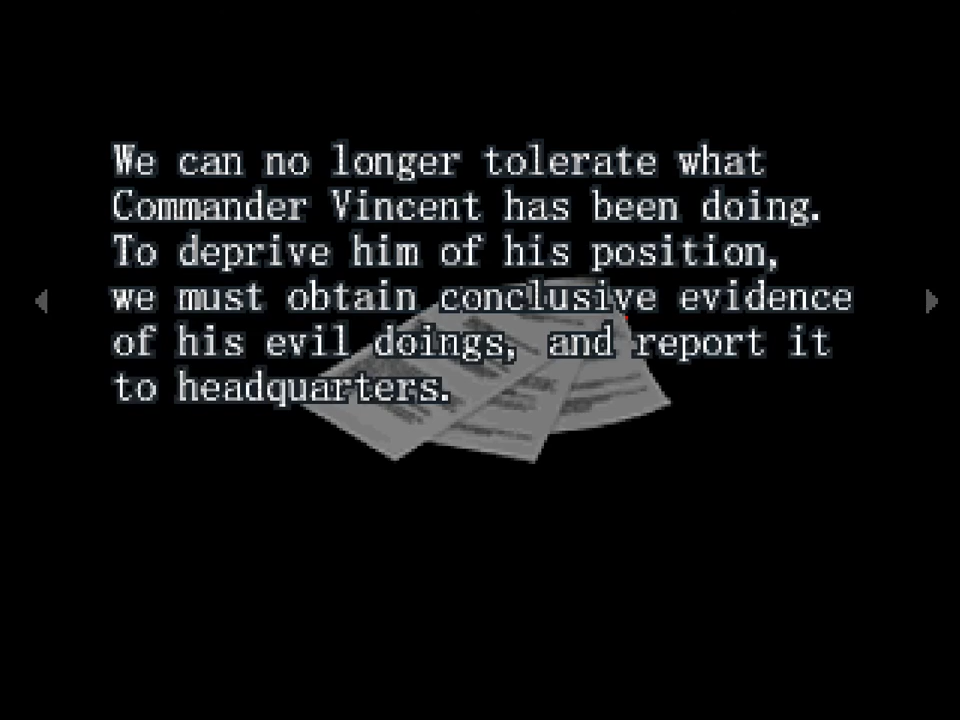 We can no longer tolerate what
Commander Vincent has been doing.
To deprive him of his position,
we must obtain conclusive evidence
of his evil doings, and report it
to headquarters.